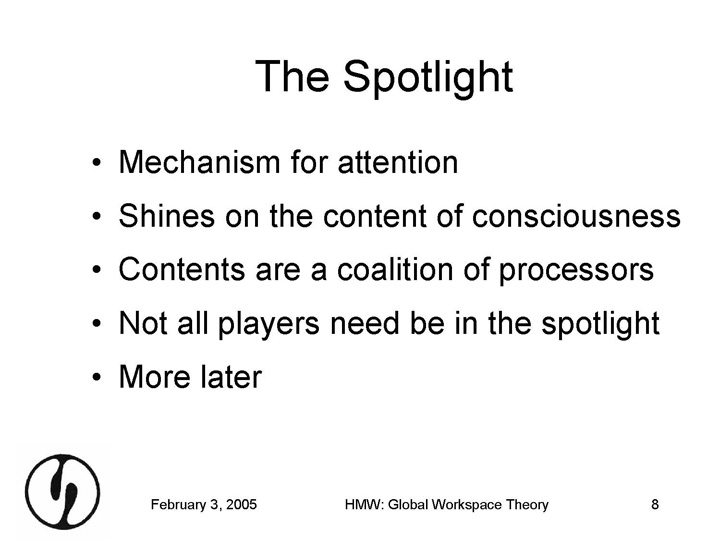 The Spotlight
• Mechanism for attention
• Shines on the content of consciousness
• Contents are a coalition of processors
• Not all players need be in the spotlight
• More later
February 3, 2005 HMW: Global Workspace Theory 8